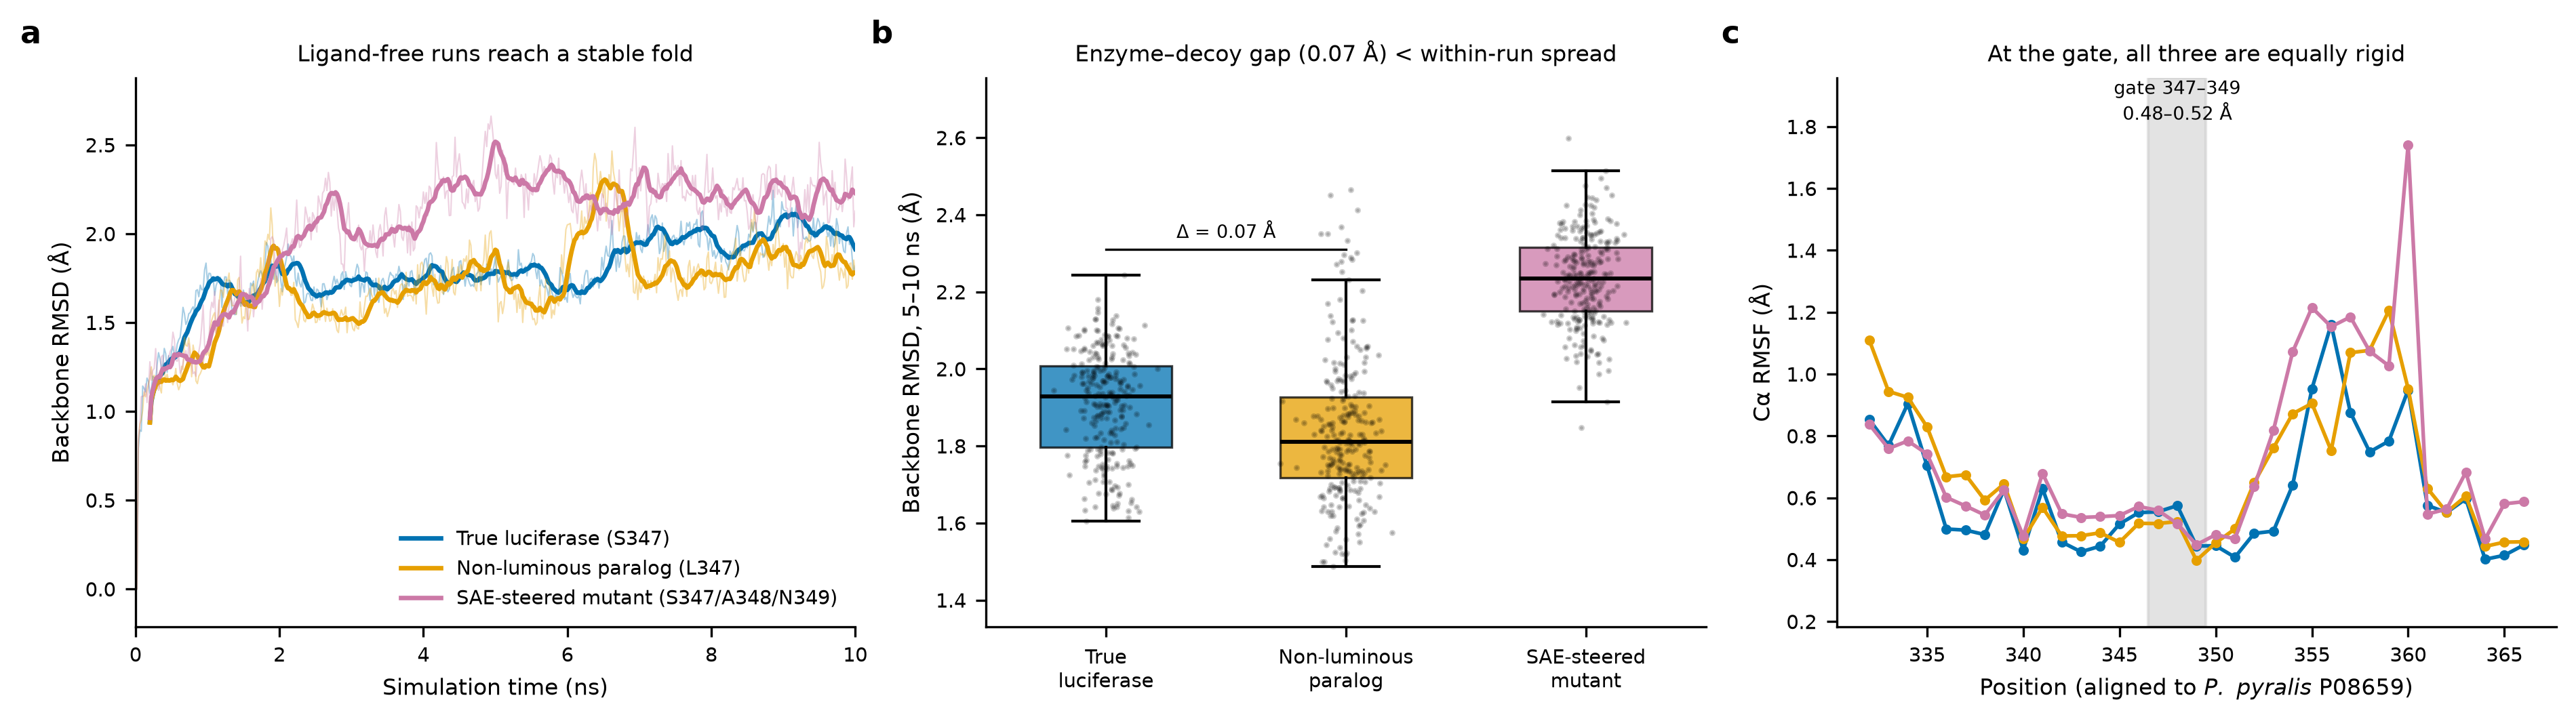 a
Ligand-free runs reach a stable fold
Backbone RMSD (Å)
2.5
2.0
1.5
1.0
0.5
0.0
True luciferase (S347)
Non-luminous paralog (L347)
SAE-steered mutant (S347/A348/N349)
0 2 4 6 8 10
Simulation time (ns)
b
Enzyme–decoy gap (0.07 Å) < within-run spread
Backbone RMSD, 5–10 ns (Å)
2.6
2.4
2.2
2.0
1.8
1.6
1.4
Δ = 0.07 Å
True
luciferase
Non-luminous
paralog
SAE-steered
mutant
c
At the gate, all three are equally rigid
gate 347–349
0.48–0.52 Å
Cα RMSF (Å)
1.8
1.6
1.4
1.2
1.0
0.8
0.6
0.4
0.2
335 340 345 350 355 360 365
Position (aligned to P. pyralis P08659)